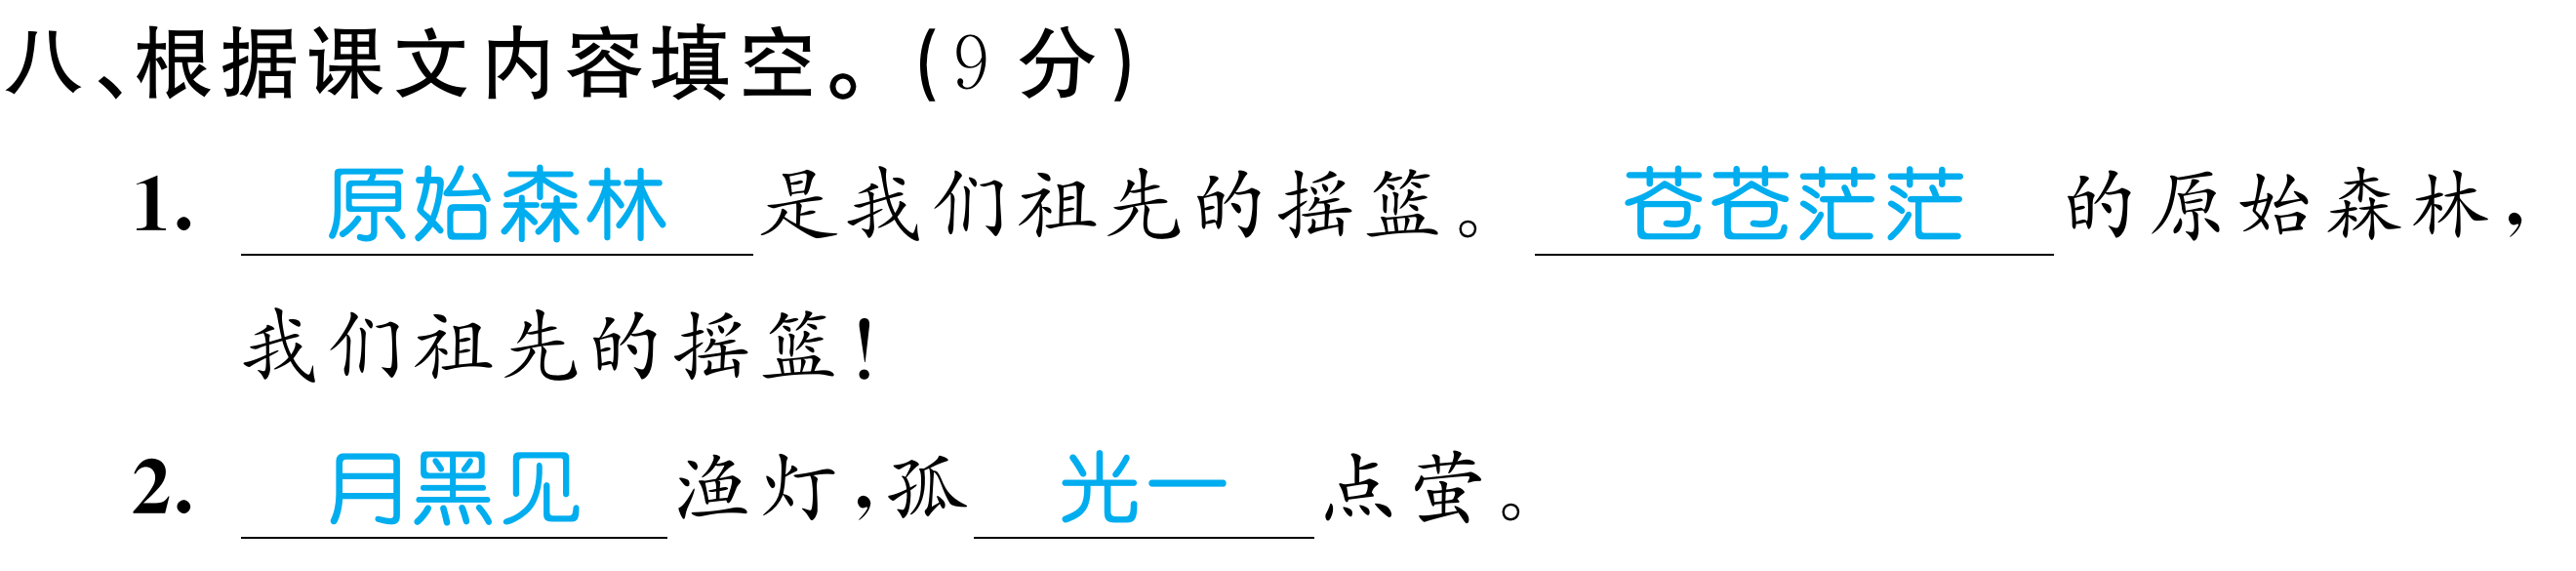 八、根据课文内容填空。(9 分)
1. 原始森林 是我们祖先的摇篮。 苍苍茫茫 的原始森林，
我们祖先的摇篮！
2. 月黑见 渔灯，孤 光一 点萤。